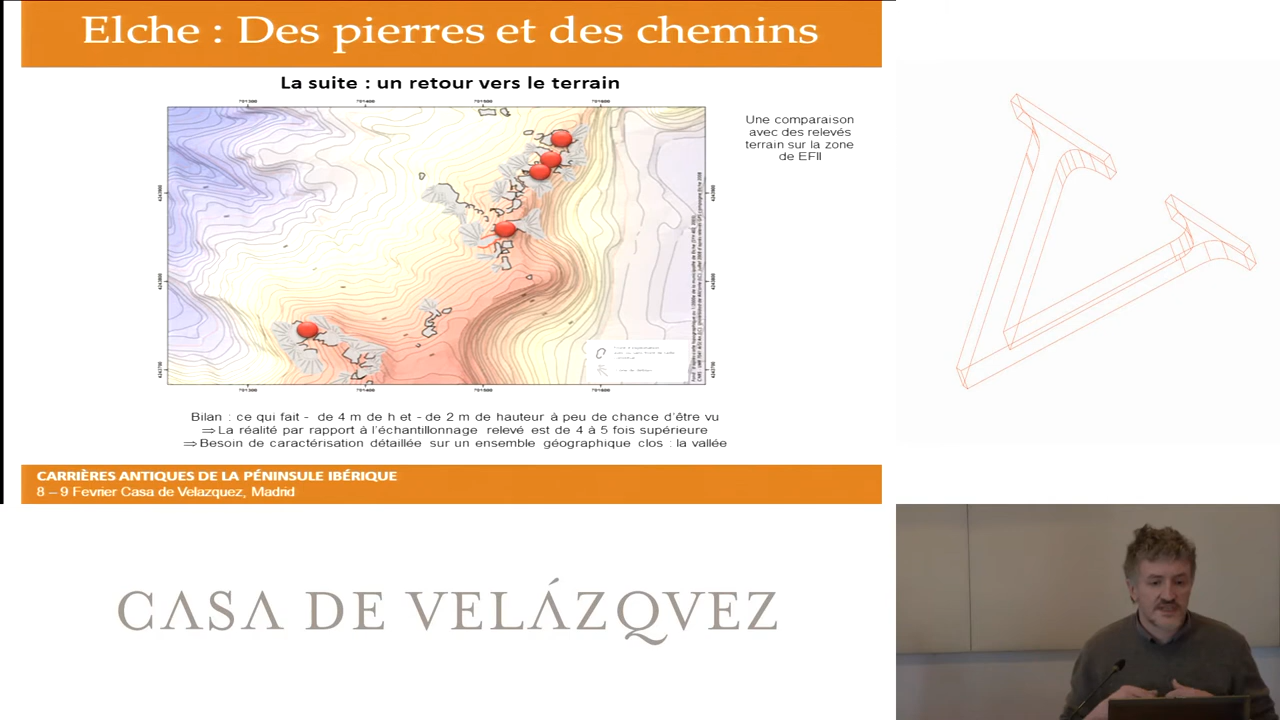 Elche : Des pierres et des chemins
La suite : un retour vers le terrain
Une comparaison
avec des relevés
terrain sur la zone
de EFII
Bilan : ce qui fait - de 4 m de h et - de 2 m de hauteur à peu de chance d'être vu
⇒ La réalité par rapport à l'échantillonnage relevé est de 4 à 5 fois supérieure
⇒ Besoin de caractérisation détaillée sur un ensemble géographique clos : la vallée
CARRIÈRES ANTIQUES DE LA PÉNINSULE IBÉRIQUE
8 – 9 Fevrier Casa de Velazquez, Madrid
CASA DE VELÁZQVEZ